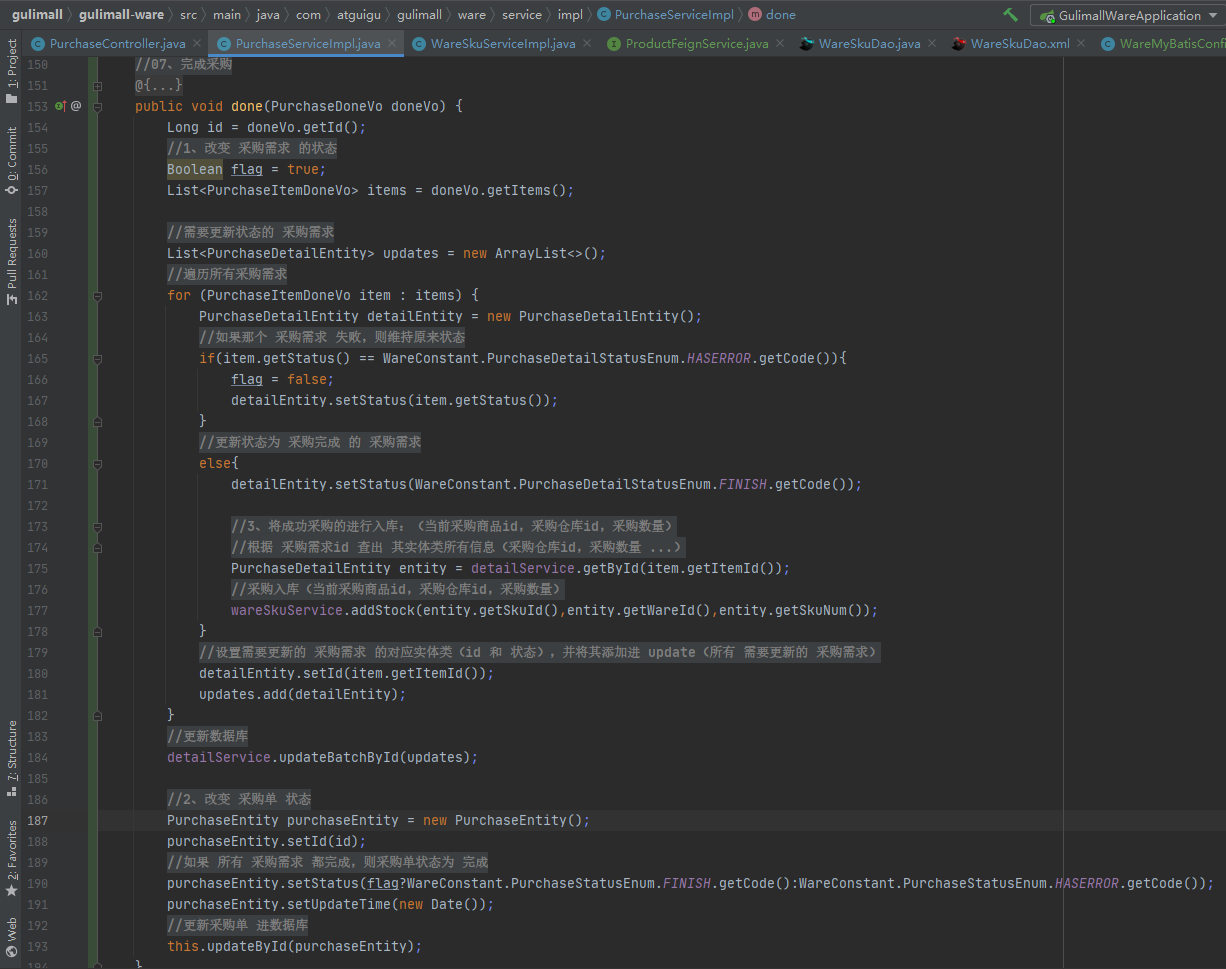 gulimall gulimall-ware src main java com atguigu gulimall ware service impl PurchaseServiceImpl done GulimallWareApplication
PurchaseController.java PurchaseServiceImpl.java WareSkuServiceImpl.java ProductFeignService.java WareSkuDao.java WareSkuDao.xml WareMyBatisConfi
1: Project
0: Commit
Pull Requests
7: Structure
2: Favorites
Web
150 //07、完成采购
151 @{...}
153 @ public void done(PurchaseDoneVo doneVo) {
154 Long id = doneVo.getId();
155 //1、改变 采购需求 的状态
156 Boolean flag = true;
157 List<PurchaseItemDoneVo> items = doneVo.getItems();
158
159 //需要更新状态的 采购需求
160 List<PurchaseDetailEntity> updates = new ArrayList<>();
161 //遍历所有采购需求
162 for (PurchaseItemDoneVo item : items) {
163 PurchaseDetailEntity detailEntity = new PurchaseDetailEntity();
164 //如果那个 采购需求 失败，则维持原来状态
165 if(item.getStatus() == WareConstant.PurchaseDetailStatusEnum.HASERROR.getCode()){
166 flag = false;
167 detailEntity.setStatus(item.getStatus());
168 }
169 //更新状态为 采购完成 的 采购需求
170 else{
171 detailEntity.setStatus(WareConstant.PurchaseDetailStatusEnum.FINISH.getCode());
172
173 //3、将成功采购的进行入库：（当前采购商品id，采购仓库id，采购数量）
174 //根据 采购需求id 查出 其实体类所有信息（采购仓库id，采购数量 ...）
175 PurchaseDetailEntity entity = detailService.getById(item.getItemId());
176 //采购入库（当前采购商品id，采购仓库id，采购数量）
177 wareSkuService.addStock(entity.getSkuId(),entity.getWareId(),entity.getSkuNum());
178 }
179 //设置需要更新的 采购需求 的对应实体类（id 和 状态），并将其添加进 update（所有 需要更新的 采购需求）
180 detailEntity.setId(item.getItemId());
181 updates.add(detailEntity);
182 }
183 //更新数据库
184 detailService.updateBatchById(updates);
185
186 //2、改变 采购单 状态
187 PurchaseEntity purchaseEntity = new PurchaseEntity();
188 purchaseEntity.setId(id);
189 //如果 所有 采购需求 都完成，则采购单状态为 完成
190 purchaseEntity.setStatus(flag?WareConstant.PurchaseStatusEnum.FINISH.getCode():WareConstant.PurchaseStatusEnum.HASERROR.getCode());
191 purchaseEntity.setUpdateTime(new Date());
192 //更新采购单 进数据库
193 this.updateById(purchaseEntity);
194 }